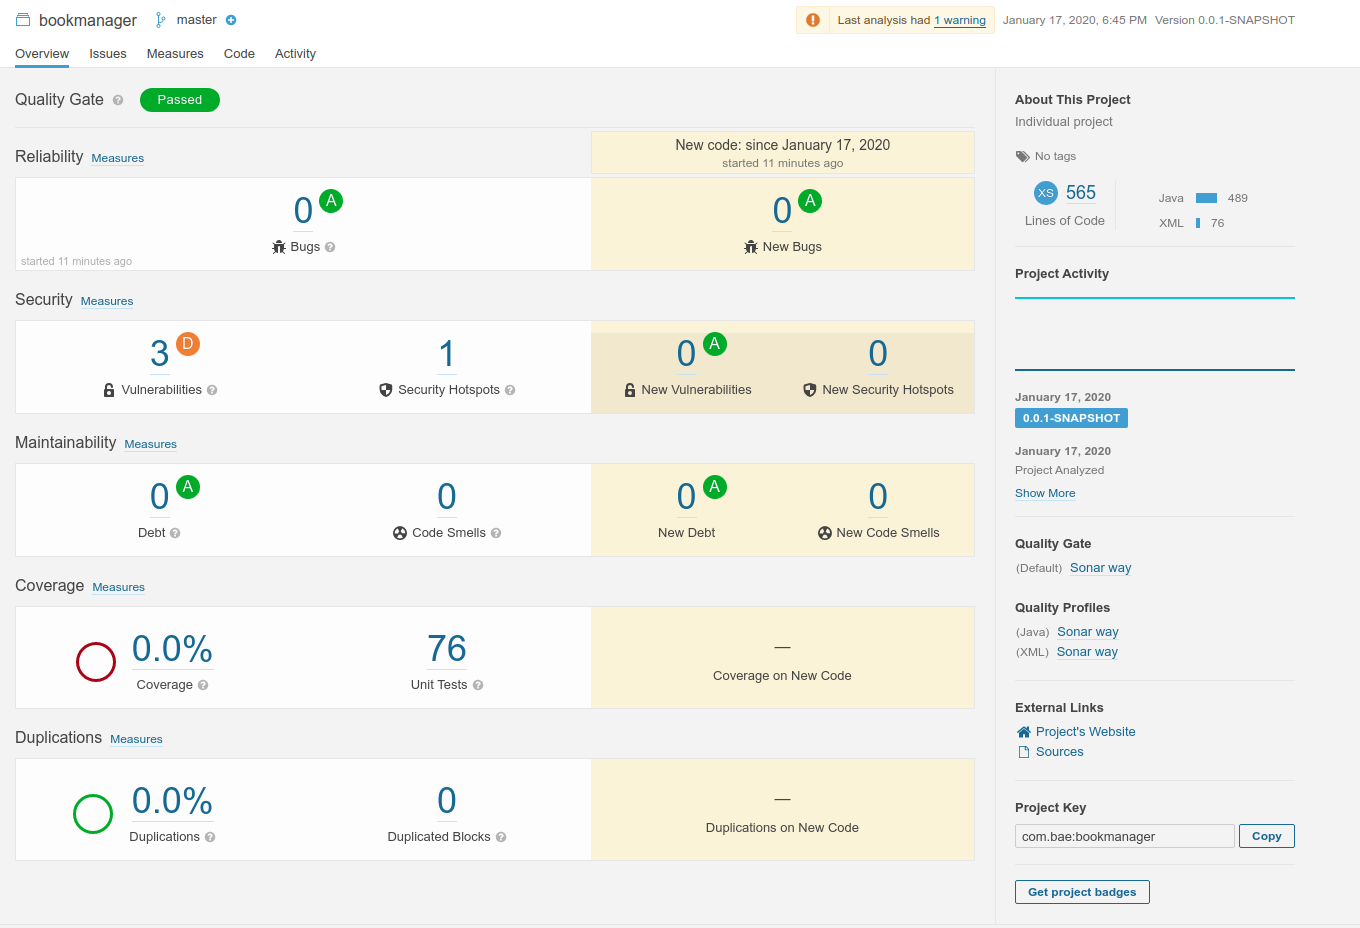 bookmanager master
Last analysis had 1 warning January 17, 2020, 6:45 PM Version 0.0.1-SNAPSHOT
Overview Issues Measures Code Activity
Quality Gate ? Passed
New code: since January 17, 2020
started 11 minutes ago
Reliability Measures
0 A
Bugs ?
started 11 minutes ago
0 A
New Bugs
Security Measures
3 D
Vulnerabilities ?
1
Security Hotspots ?
0 A
New Vulnerabilities
0
New Security Hotspots
Maintainability Measures
0 A
Debt ?
0
Code Smells ?
0 A
New Debt
0
New Code Smells
Coverage Measures
0.0%
Coverage ?
76
Unit Tests ?
—
Coverage on New Code
Duplications Measures
0.0%
Duplications ?
0
Duplicated Blocks ?
—
Duplications on New Code
About This Project
Individual project
No tags
XS 565
Lines of Code
Java 489
XML 76
Project Activity
January 17, 2020
0.0.1-SNAPSHOT
January 17, 2020
Project Analyzed
Show More
Quality Gate
(Default) Sonar way
Quality Profiles
(Java) Sonar way
(XML) Sonar way
External Links
Project's Website
Sources
Project Key
com.bae:bookmanager Copy
Get project badges